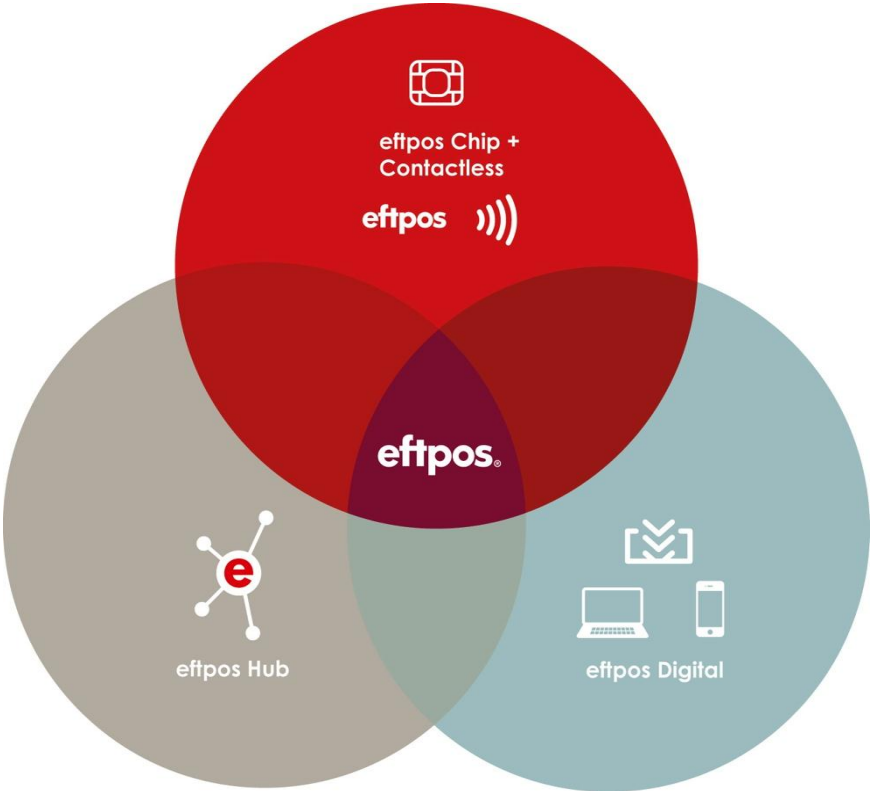 eftpos Chip +
Contactless
eftpos
eftpos®
e
eftpos Hub
eftpos Digital